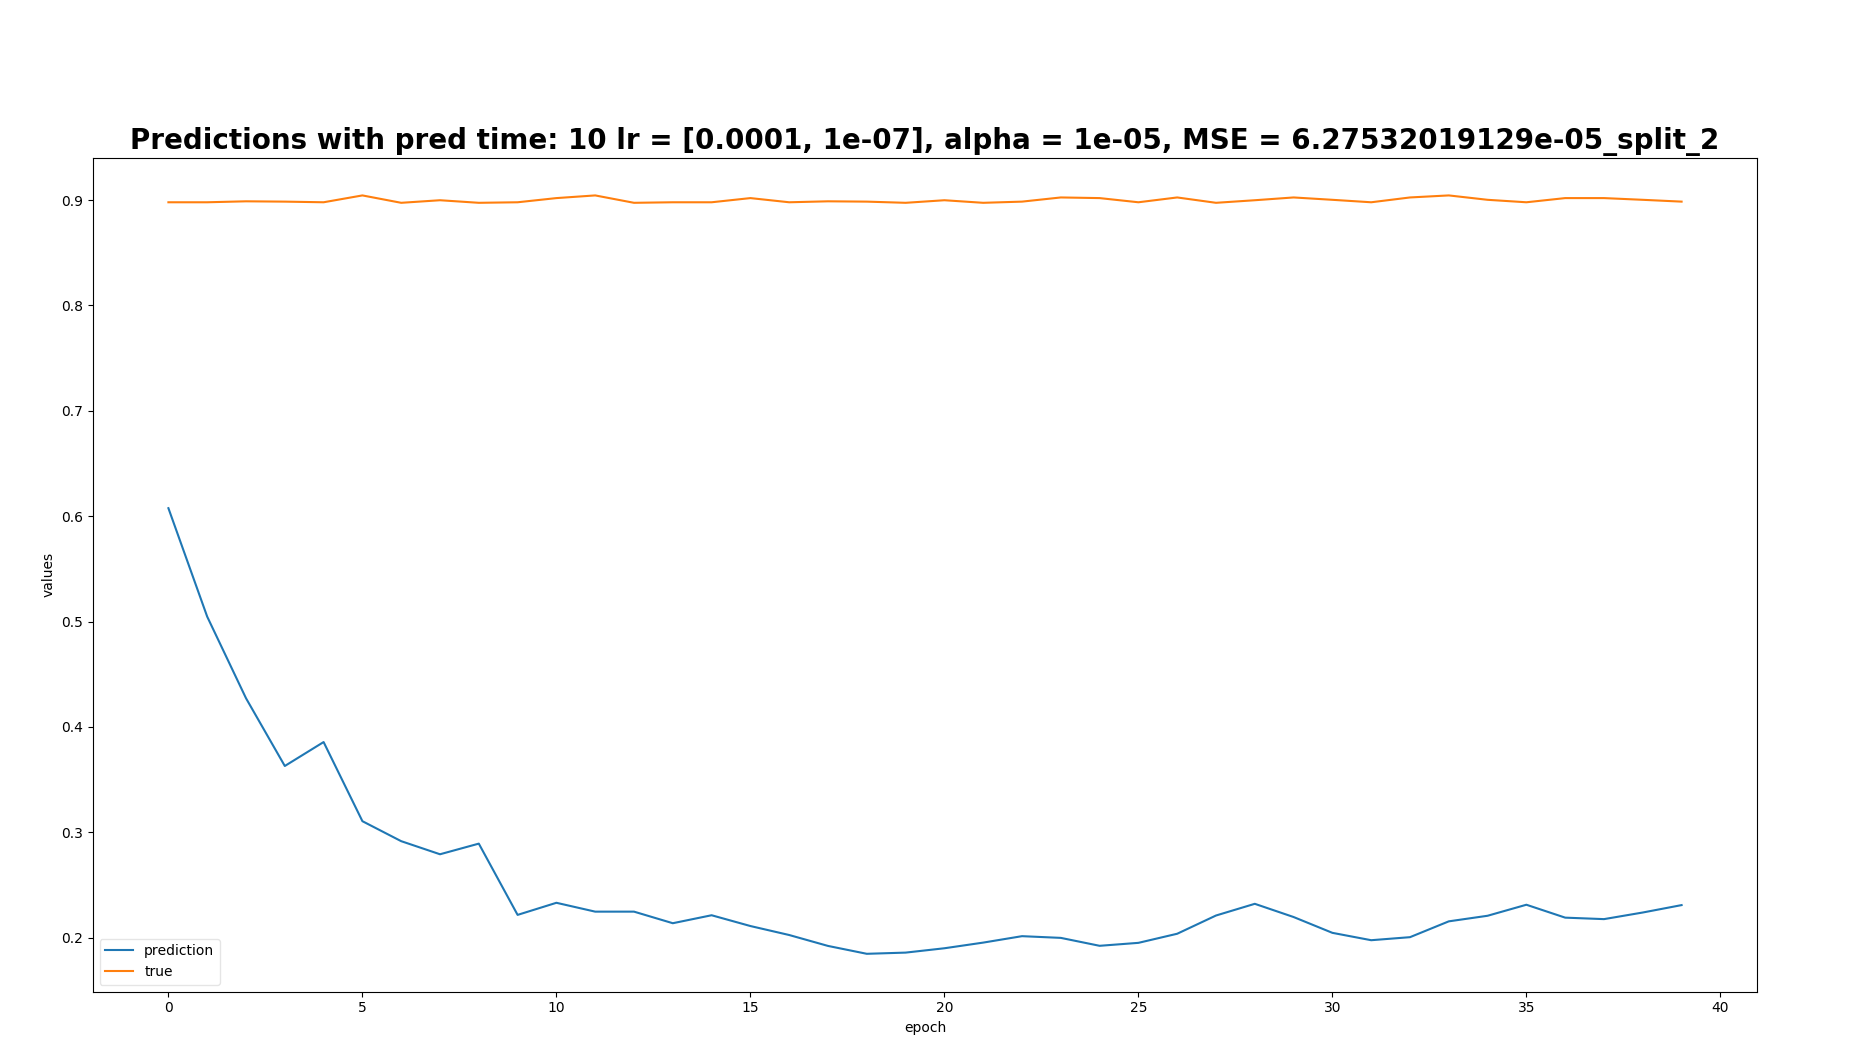 Predictions with pred time: 10 lr = [0.0001, 1e-07], alpha = 1e-05, MSE = 6.27532019129e-05_split_2
0.9
0.8
0.7
0.6
0.5
0.4
0.3
0.2
values
prediction
true
0 5 10 15 20 25 30 35 40
epoch